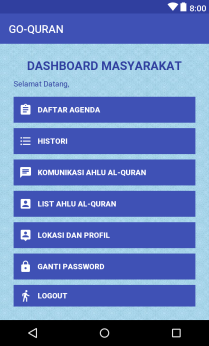 8:00
GO-QURAN
DASHBOARD MASYARAKAT
Selamat Datang,
DAFTAR AGENDA
HISTORI
KOMUNIKASI AHLU AL-QURAN
LIST AHLU AL-QURAN
LOKASI DAN PROFIL
GANTI PASSWORD
LOGOUT